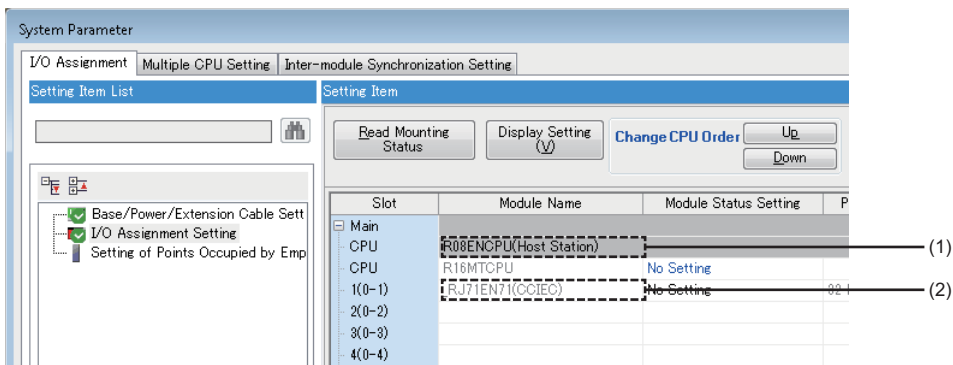 System Parameter
I/O Assignment Multiple CPU Setting Inter-module Synchronization Setting
Setting Item List Setting Item
Read Mounting Status Display Setting (V) Change CPU Order Up Down
Slot Module Name Module Status Setting P
Base/Power/Extension Cable Sett
I/O Assignment Setting
Setting of Points Occupied by Emp
Main
CPU R08ENCPU(Host Station) (1)
CPU R16MTCPU No Setting
1(0-1) RJ71EN71(CCIEC) No Setting (2)
2(0-2)
3(0-3)
4(0-4)